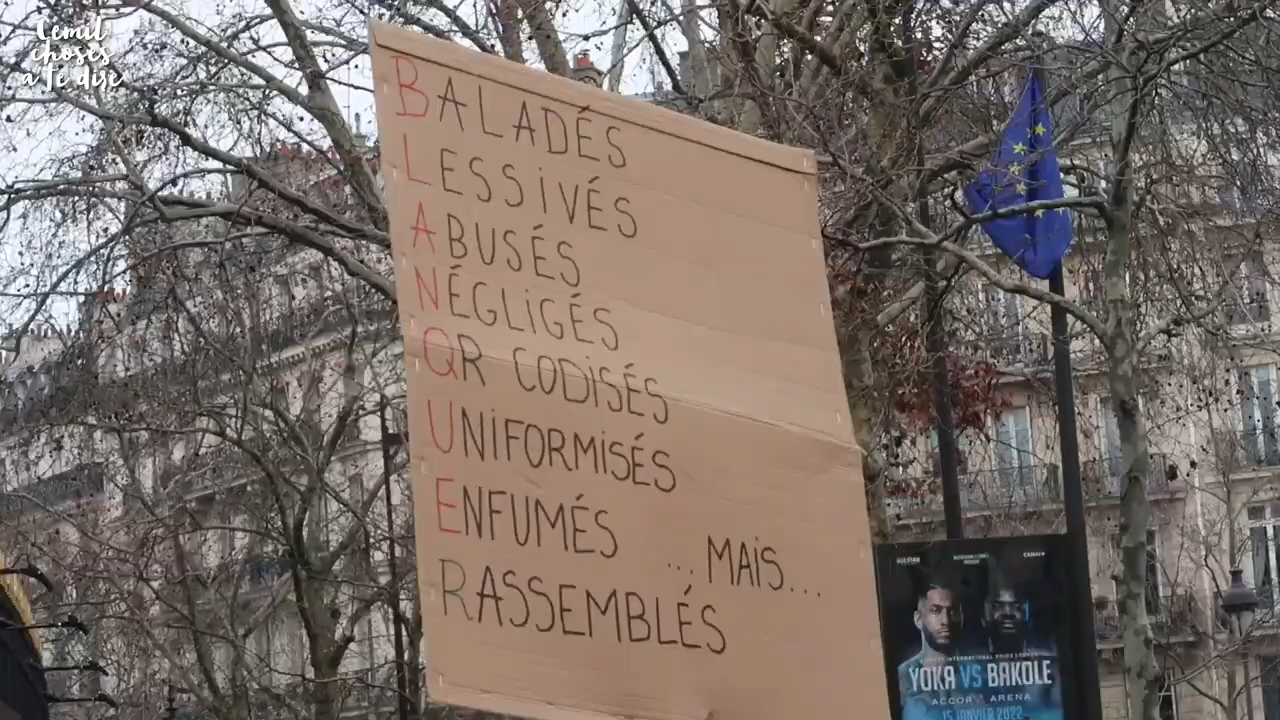 Lemil
choses
à te dire
BALADÉS
LESSiVÉS
ABUSÉS
NÉGLiGÉS
QR CODiSÉS
UNiFORMiSÉS
ENFUMÉS
... MAiS...
RASSEMBLÉS
CANAL+
YOKA VS BAKOLE
ACCOR ARENA
15 JANVIER 2022